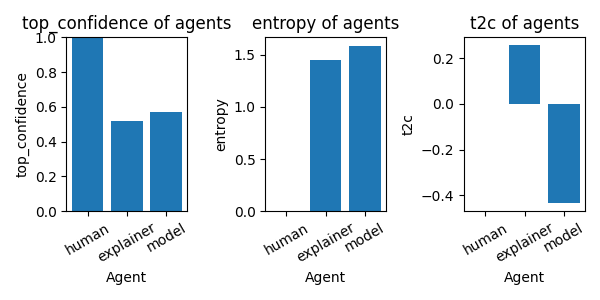 top_confidence of agents
entropy of agents
t2c of agents
1.0
0.8
0.6
0.4
0.2
0.0
top_confidence
human
explainer
model
Agent
1.5
1.0
0.5
0.0
entropy
human
explainer
model
Agent
0.2
0.0
−0.2
−0.4
t2c
human
explainer
model
Agent